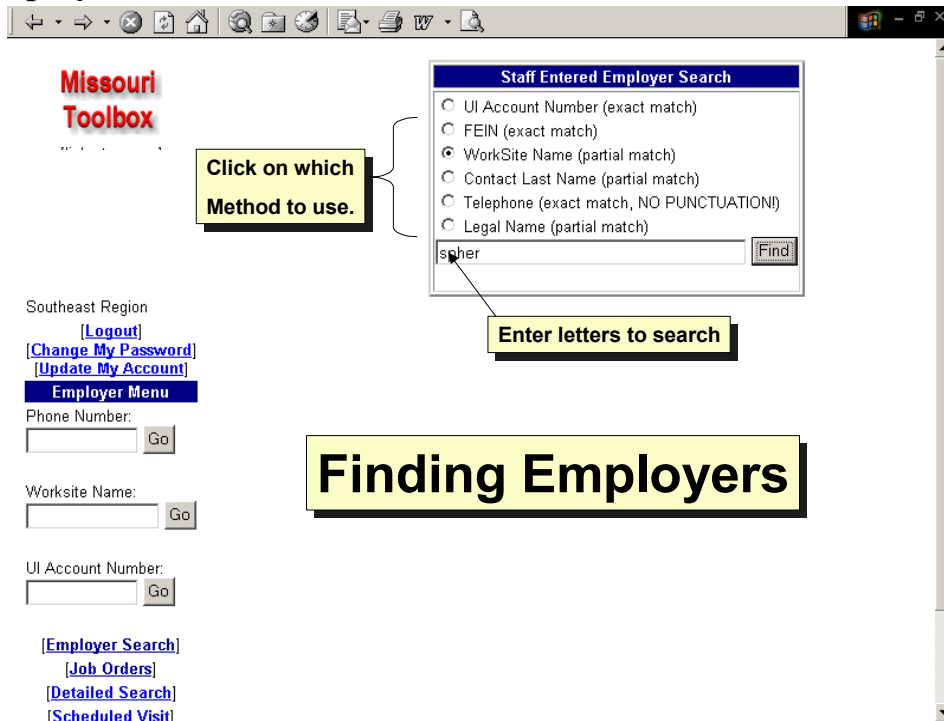 Missouri
Toolbox
Staff Entered Employer Search
UI Account Number (exact match)
FEIN (exact match)
WorkSite Name (partial match)
Contact Last Name (partial match)
Telephone (exact match, NO PUNCTUATION!)
Legal Name (partial match)
spher
Find
Click on which
Method to use.
Enter letters to search
Southeast Region
[Logout]
[Change My Password]
[Update My Account]
Employer Menu
Phone Number:
Go
Finding Employers
Worksite Name:
Go
UI Account Number:
Go
[Employer Search]
[Job Orders]
[Detailed Search]
[Scheduled Visit]